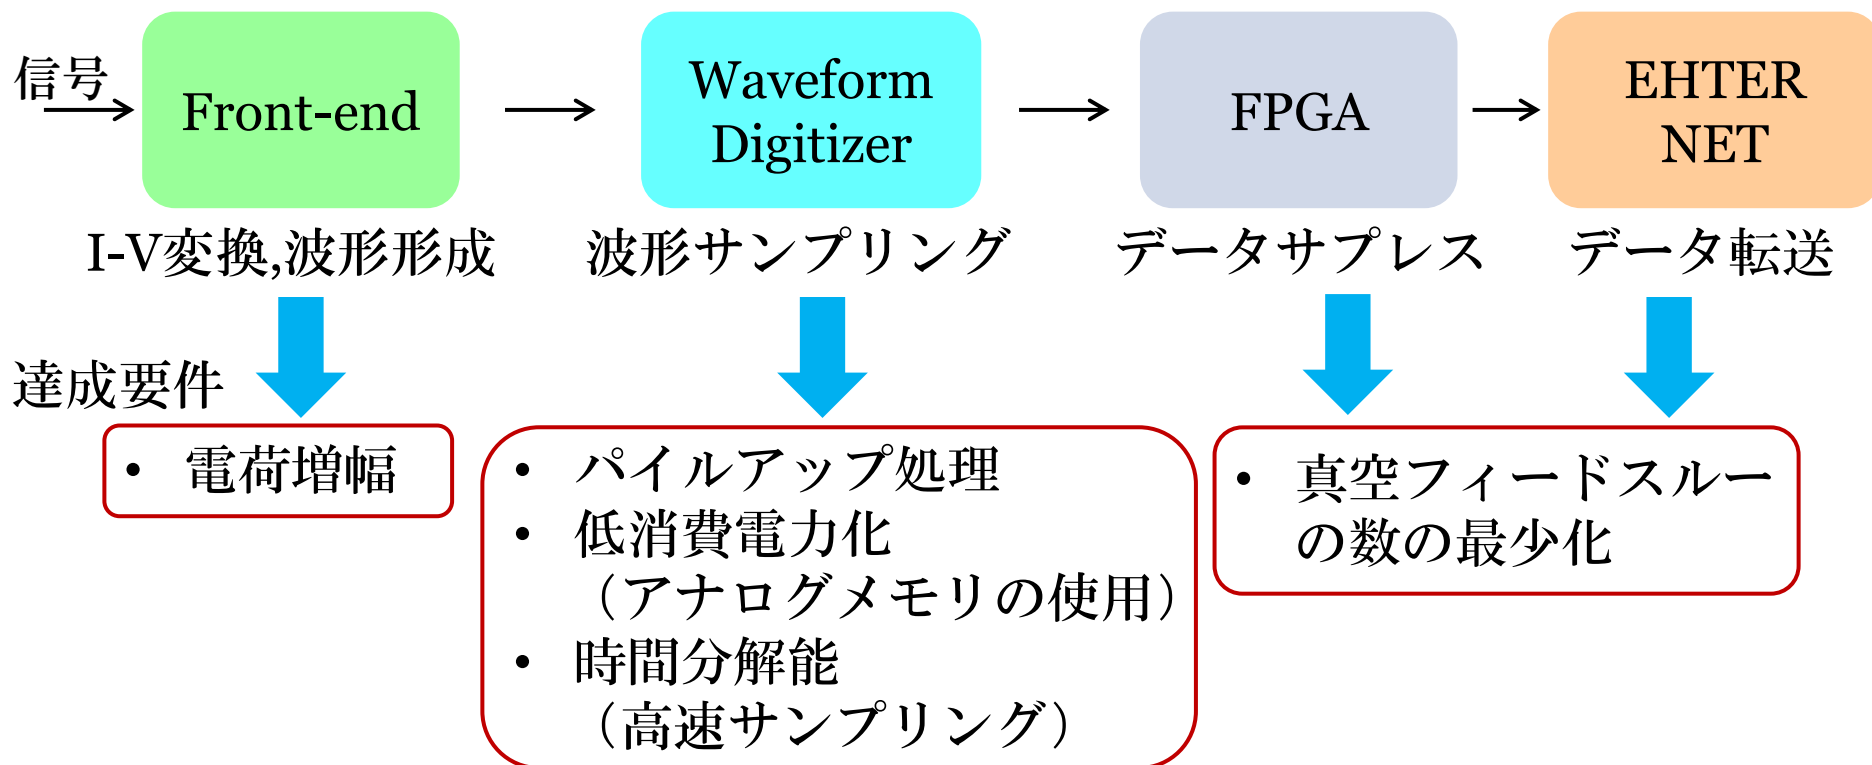 信号
Front-end
Waveform
Digitizer
FPGA
EHTER
NET
I-V変換,波形形成
波形サンプリング
データサプレス
データ転送
達成要件
• 電荷増幅
• パイルアップ処理
• 低消費電力化
（アナログメモリの使用）
• 時間分解能
（高速サンプリング）
• 真空フィードスルー
の数の最少化